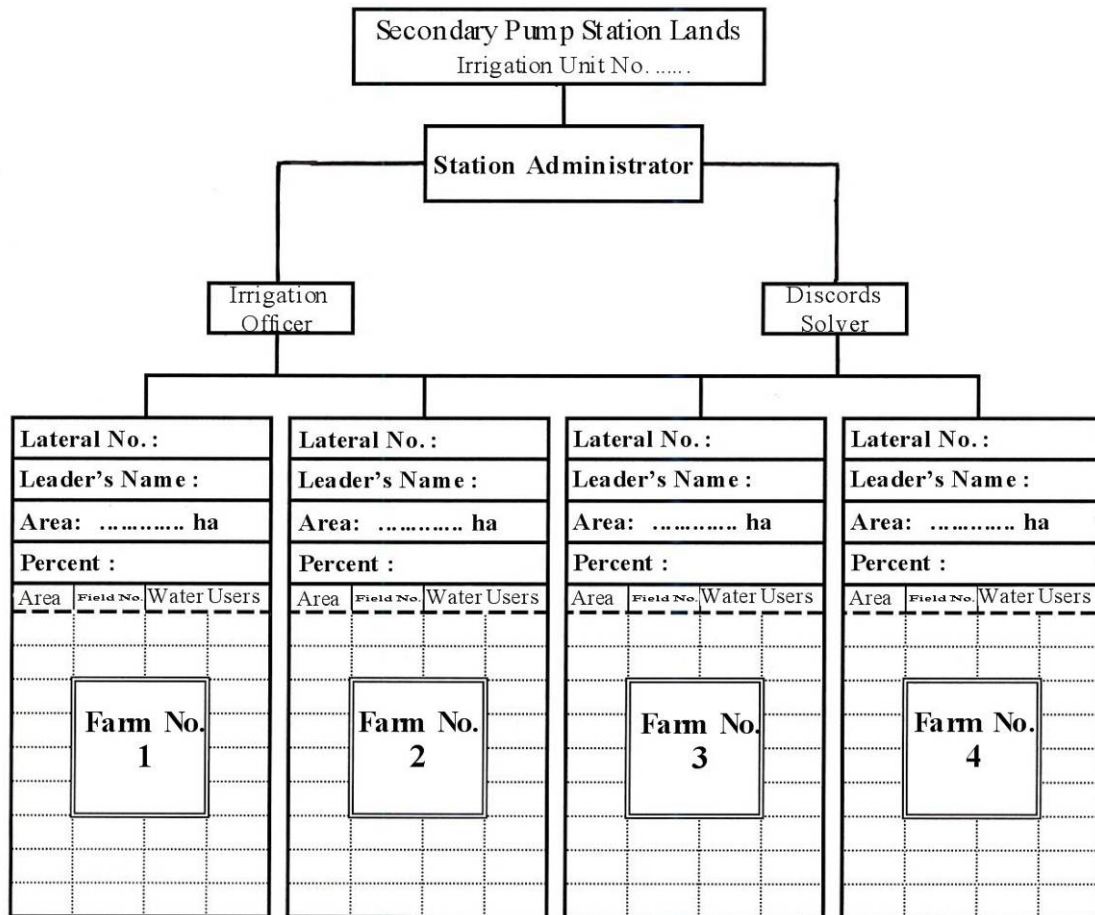 Secondary Pump Station Lands
Irrigation Unit No. ......
Station Administrator
Irrigation
Officer
Discords
Solver
Lateral No. :
Leader's Name :
Area: ............ ha
Percent :
Area Field No. Water Users
Farm No.
1
Lateral No. :
Leader's Name :
Area: ............ ha
Percent :
Area Field No. Water Users
Farm No.
2
Lateral No. :
Leader's Name :
Area: ............ ha
Percent :
Area Field No. Water Users
Farm No.
3
Lateral No. :
Leader's Name :
Area: ............ ha
Percent :
Area Field No. Water Users
Farm No.
4